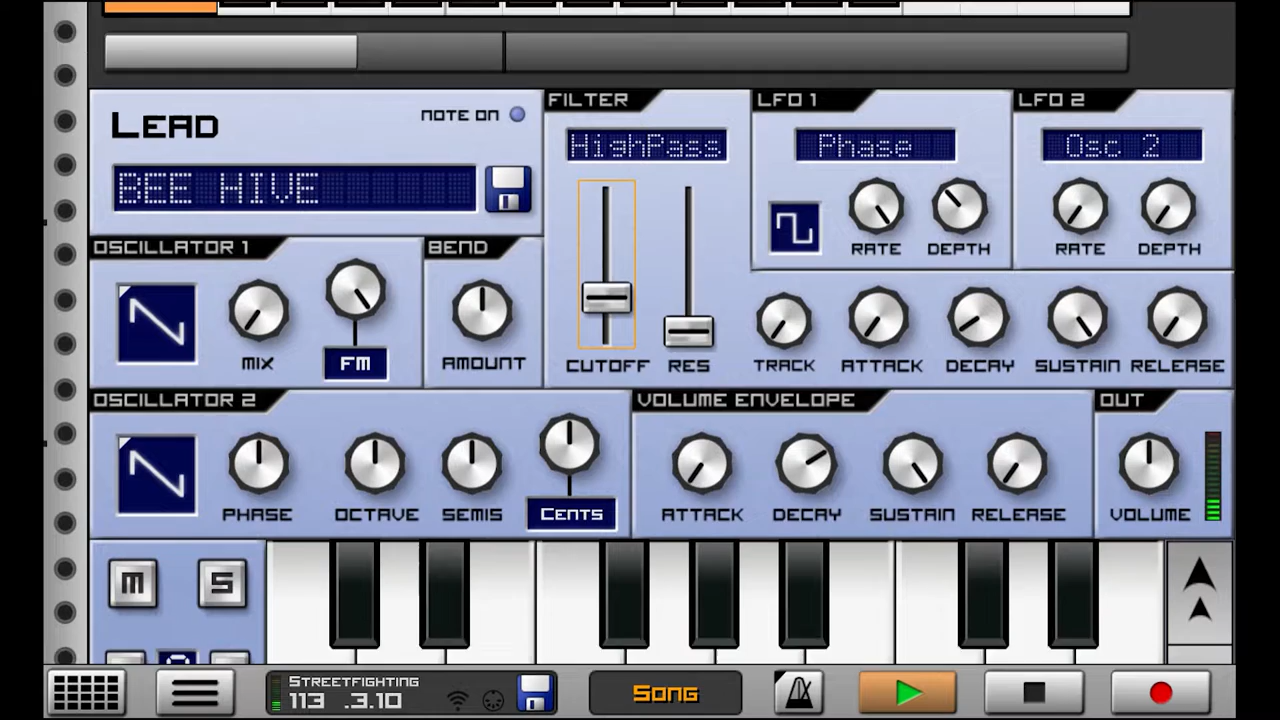 FILTER
LFO 1
LFO 2
LEAD
NOTE ON
HighPass
Phase
Osc 2
BEE HIVE
RATE DEPTH
RATE DEPTH
OSCILLATOR 1
BEND
MIX
FM
AMOUNT
CUTOFF RES
TRACK ATTACK DECAY SUSTAIN RELEASE
OSCILLATOR 2
VOLUME ENVELOPE
OUT
PHASE OCTAVE SEMIS CENTS
ATTACK DECAY SUSTAIN RELEASE
VOLUME
M S
STREETFIGHTING
113 .3.10
SONG